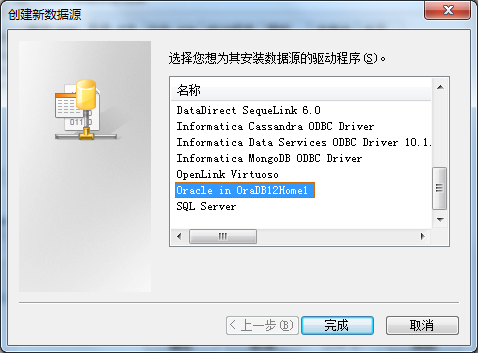 创建新数据源
选择您想为其安装数据源的驱动程序(S)。
名称
DataDirect SequeLink 6.0
Informatica Cassandra ODBC Driver
Informatica Data Services ODBC Driver 10.1.
Informatica MongoDB ODBC Driver
OpenLink Virtuoso
Oracle in OraDB12Home1
SQL Server
< 上一步(B)
完成
取消